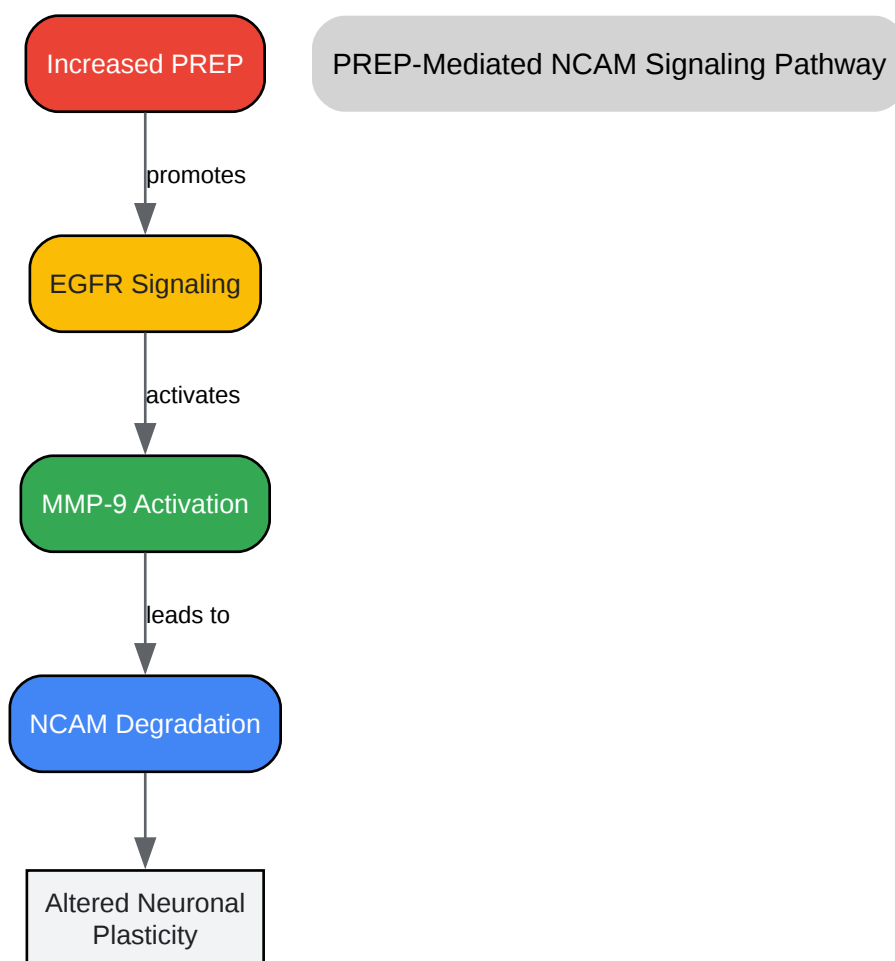 Increased PREP
PREP-Mediated NCAM Signaling Pathway
promotes
EGFR Signaling
activates
MMP-9 Activation
leads to
NCAM Degradation
Altered Neuronal
Plasticity